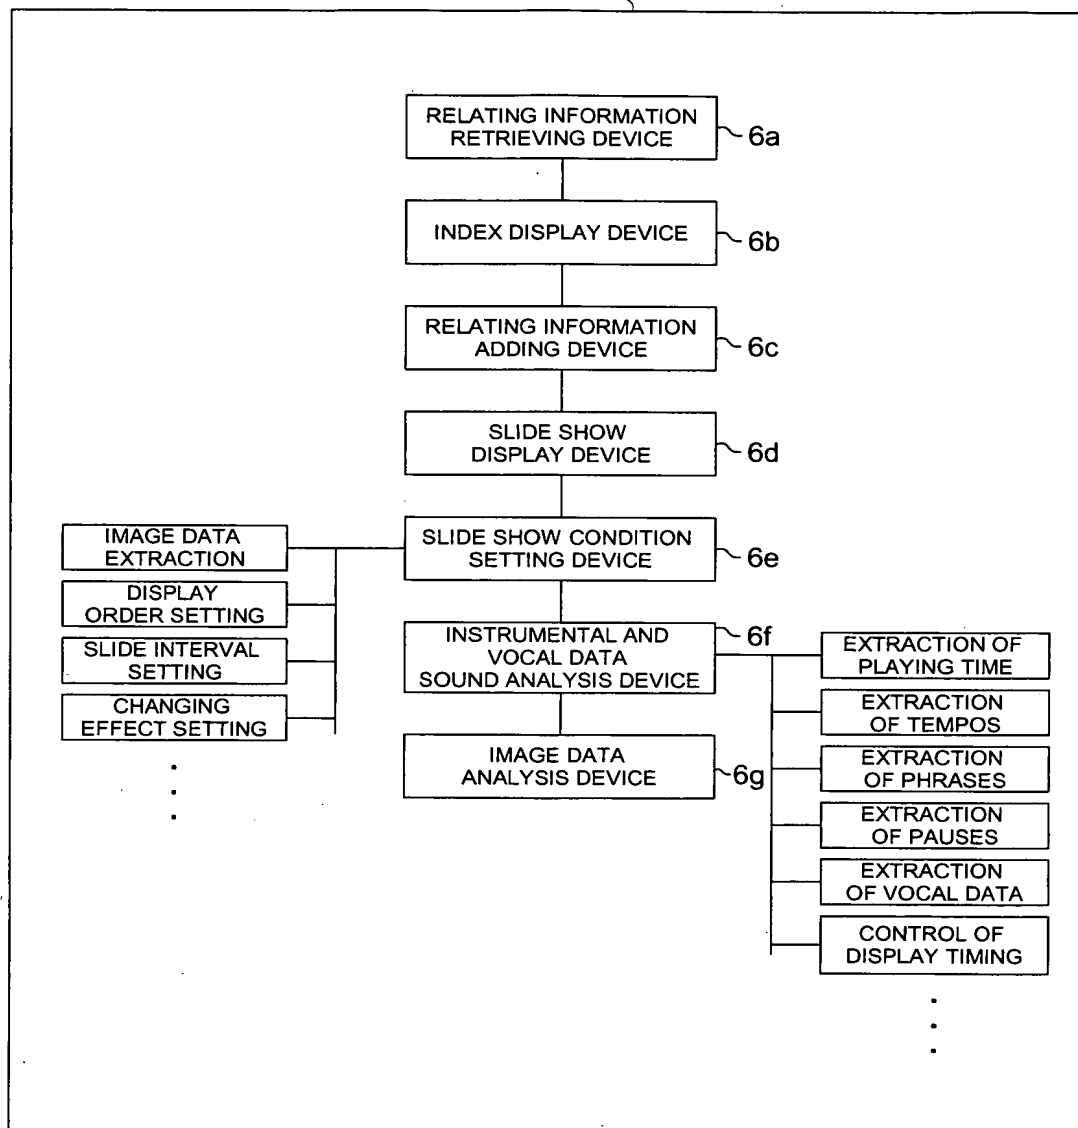 RELATING INFORMATION
RETRIEVING DEVICE
6a
INDEX DISPLAY DEVICE
6b
RELATING INFORMATION
ADDING DEVICE
6c
SLIDE SHOW
DISPLAY DEVICE
6d
SLIDE SHOW CONDITION
SETTING DEVICE
6e
IMAGE DATA
EXTRACTION
DISPLAY
ORDER SETTING
SLIDE INTERVAL
SETTING
CHANGING
EFFECT SETTING
INSTRUMENTAL AND
VOCAL DATA
SOUND ANALYSIS DEVICE
6f
IMAGE DATA
ANALYSIS DEVICE
6g
EXTRACTION OF
PLAYING TIME
EXTRACTION
OF TEMPOS
EXTRACTION
OF PHRASES
EXTRACTION
OF PAUSES
EXTRACTION
OF VOCAL DATA
CONTROL OF
DISPLAY TIMING